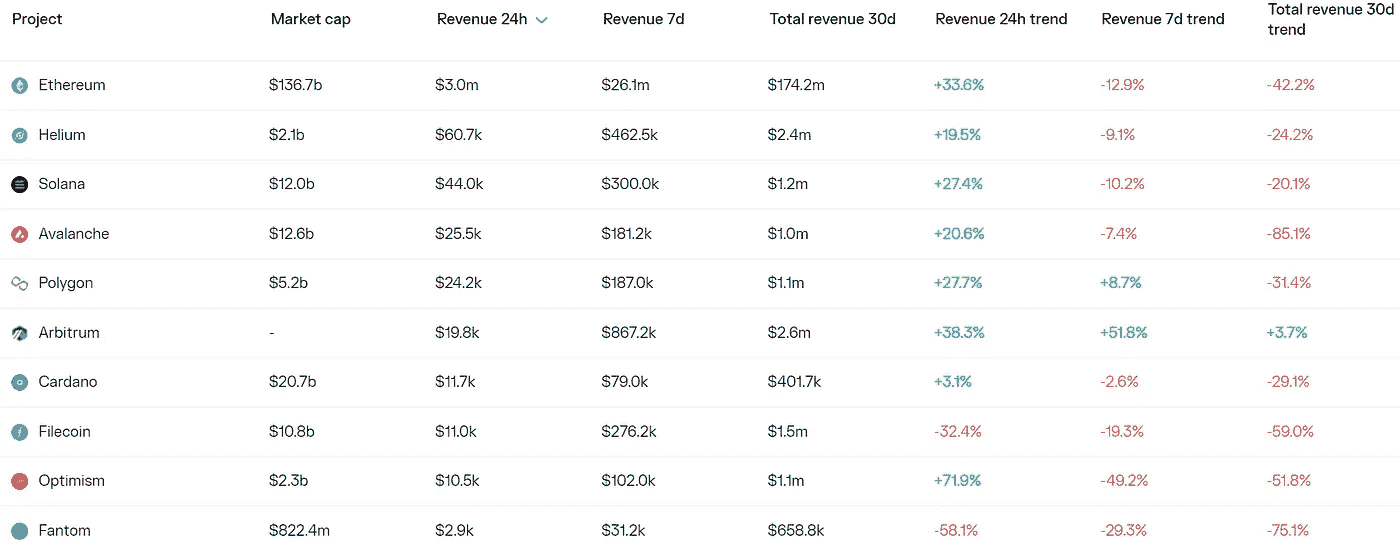 Project Market cap Revenue 24h Revenue 7d Total revenue 30d Revenue 24h trend Revenue 7d trend Total revenue 30d trend
Ethereum $136.7b $3.0m $26.1m $174.2m +33.6% -12.9% -42.2%
Helium $2.1b $60.7k $462.5k $2.4m +19.5% -9.1% -24.2%
Solana $12.0b $44.0k $300.0k $1.2m +27.4% -10.2% -20.1%
Avalanche $12.6b $25.5k $181.2k $1.0m +20.6% -7.4% -85.1%
Polygon $5.2b $24.2k $187.0k $1.1m +27.7% +8.7% -31.4%
Arbitrum - $19.8k $867.2k $2.6m +38.3% +51.8% +3.7%
Cardano $20.7b $11.7k $79.0k $401.7k +3.1% -2.6% -29.1%
Filecoin $10.8b $11.0k $276.2k $1.5m -32.4% -19.3% -59.0%
Optimism $2.3b $10.5k $102.0k $1.1m +71.9% -49.2% -51.8%
Fantom $822.4m $2.9k $31.2k $658.8k -58.1% -29.3% -75.1%